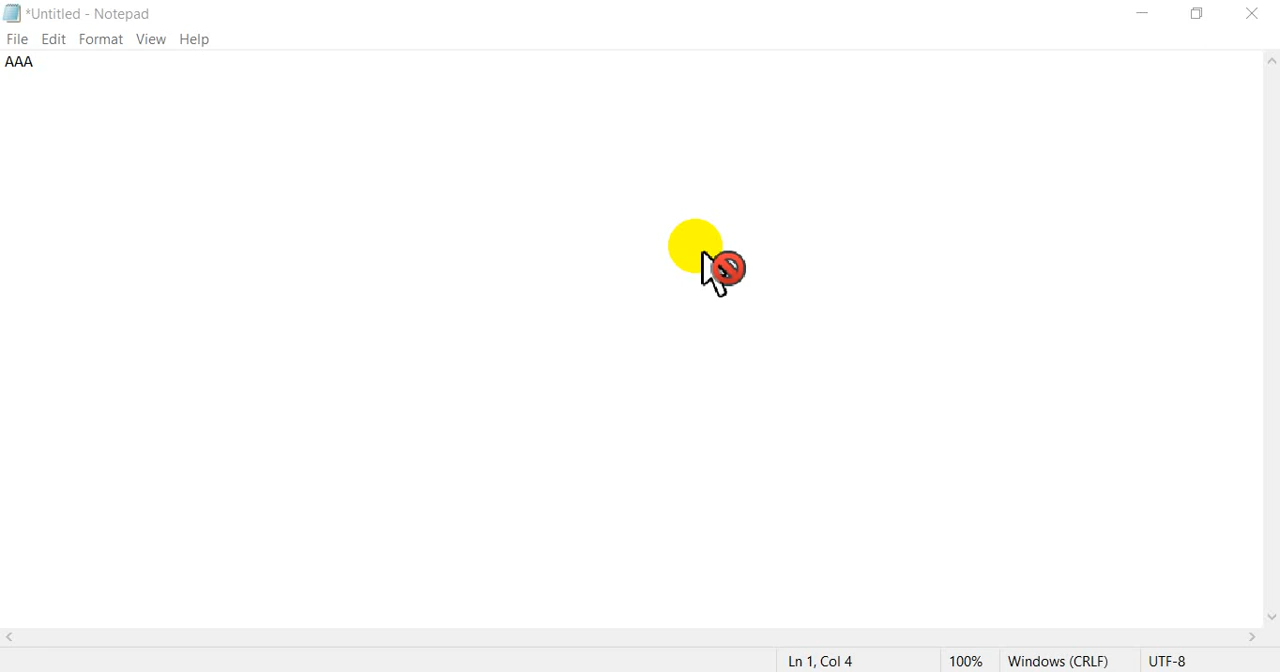 *Untitled - Notepad
File Edit Format View Help
AAA
Ln 1, Col 4 100% Windows (CRLF) UTF-8